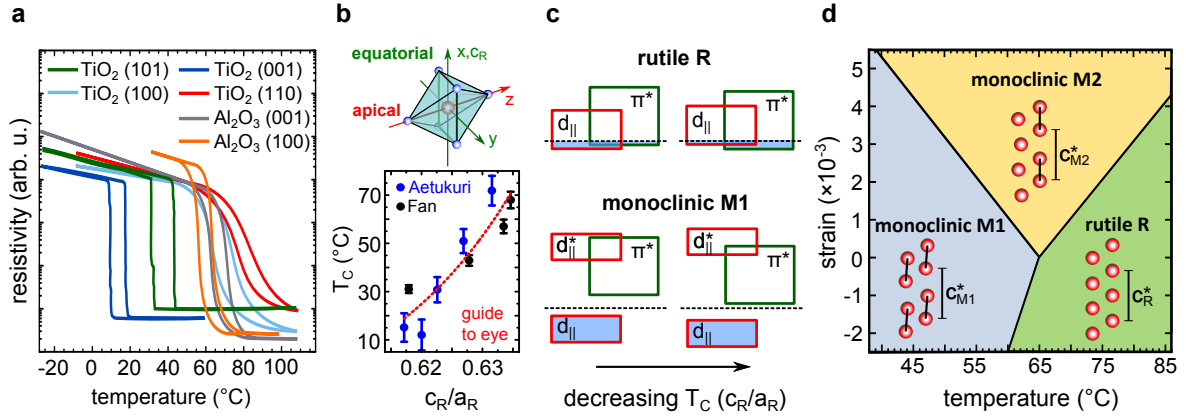 a
TiO2 (101)
TiO2 (001)
TiO2 (100)
TiO2 (110)
Al2O3 (001)
Al2O3 (100)
resistivity (arb. u.)
-20 0 20 40 60 80 100
temperature (°C)
b
equatorial
x,cR
apical
z
y
Aetukuri
Fan
70
50
30
10
TC (°C)
guide
to eye
0.62 0.63
cR/aR
c
rutile R
d||
π*
d||
π*
monoclinic M1
d*||
π*
d*||
π*
d||
d||
decreasing TC (cR/aR)
d
5
4
3
2
1
0
-1
-2
strain (×10-3)
monoclinic M2
c*M2
monoclinic M1
c*M1
rutile R
c*R
45 55 65 75 85
temperature (°C)